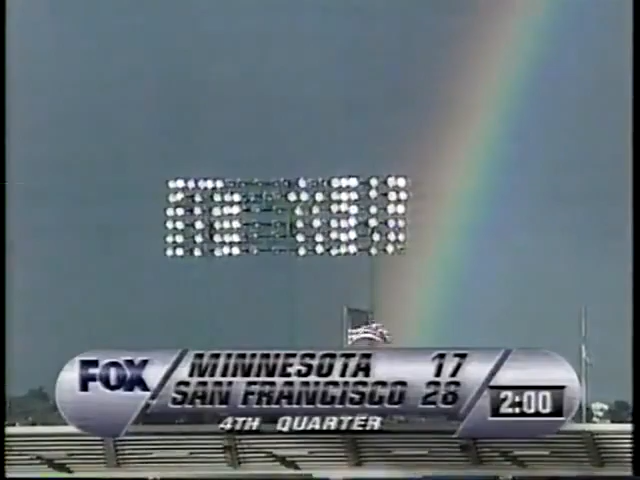 FOX
MINNESOTA 17
SAN FRANCISCO 28
2:00
4TH QUARTER